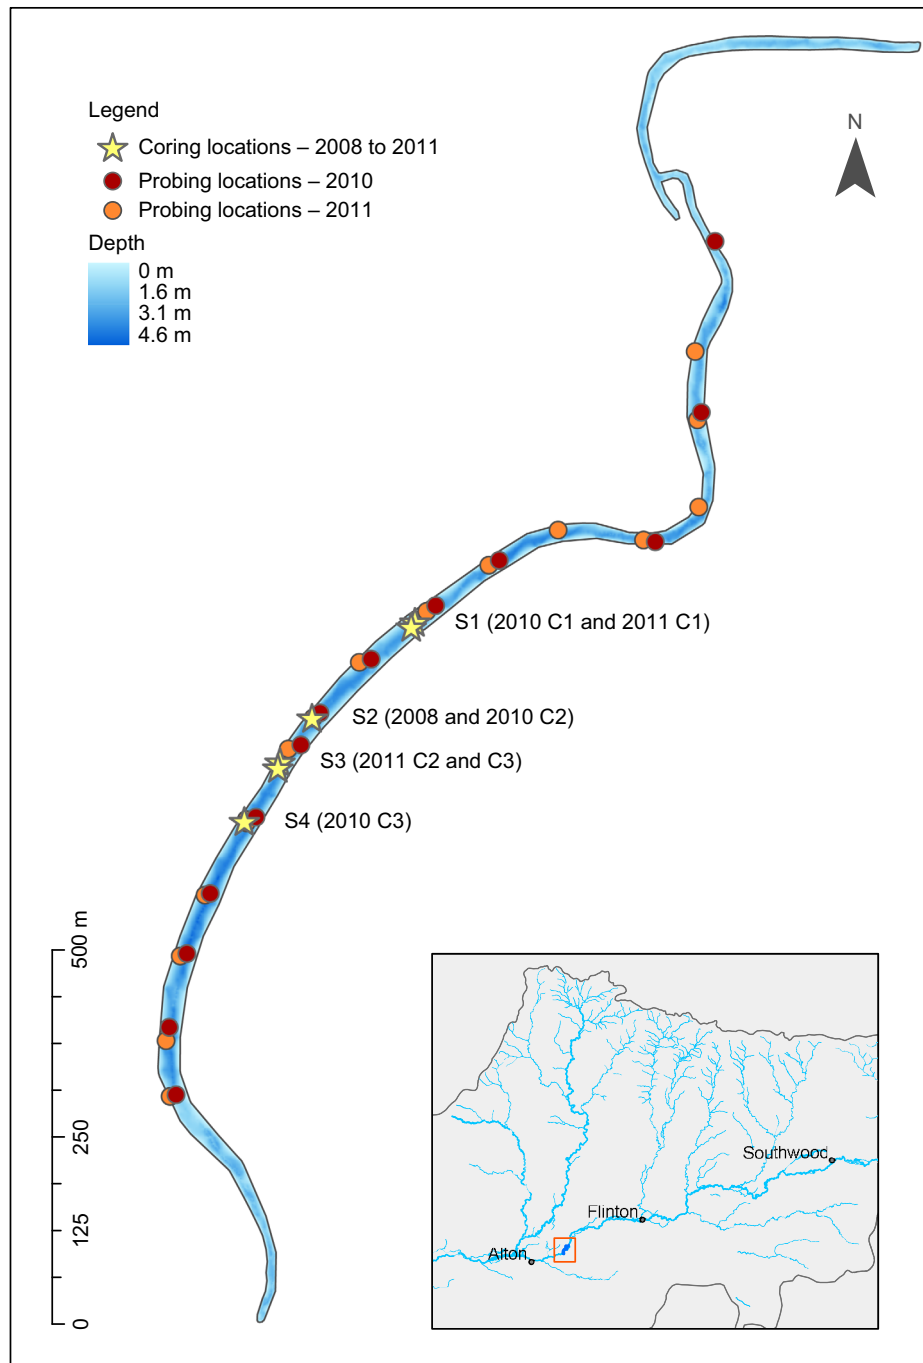 Legend
Coring locations – 2008 to 2011
Probing locations – 2010
Probing locations – 2011
Depth
0 m
1.6 m
3.1 m
4.6 m
N
S1 (2010 C1 and 2011 C1)
S2 (2008 and 2010 C2)
S3 (2011 C2 and C3)
S4 (2010 C3)
500 m
250
125
0
Southwood
Flinton
Alton